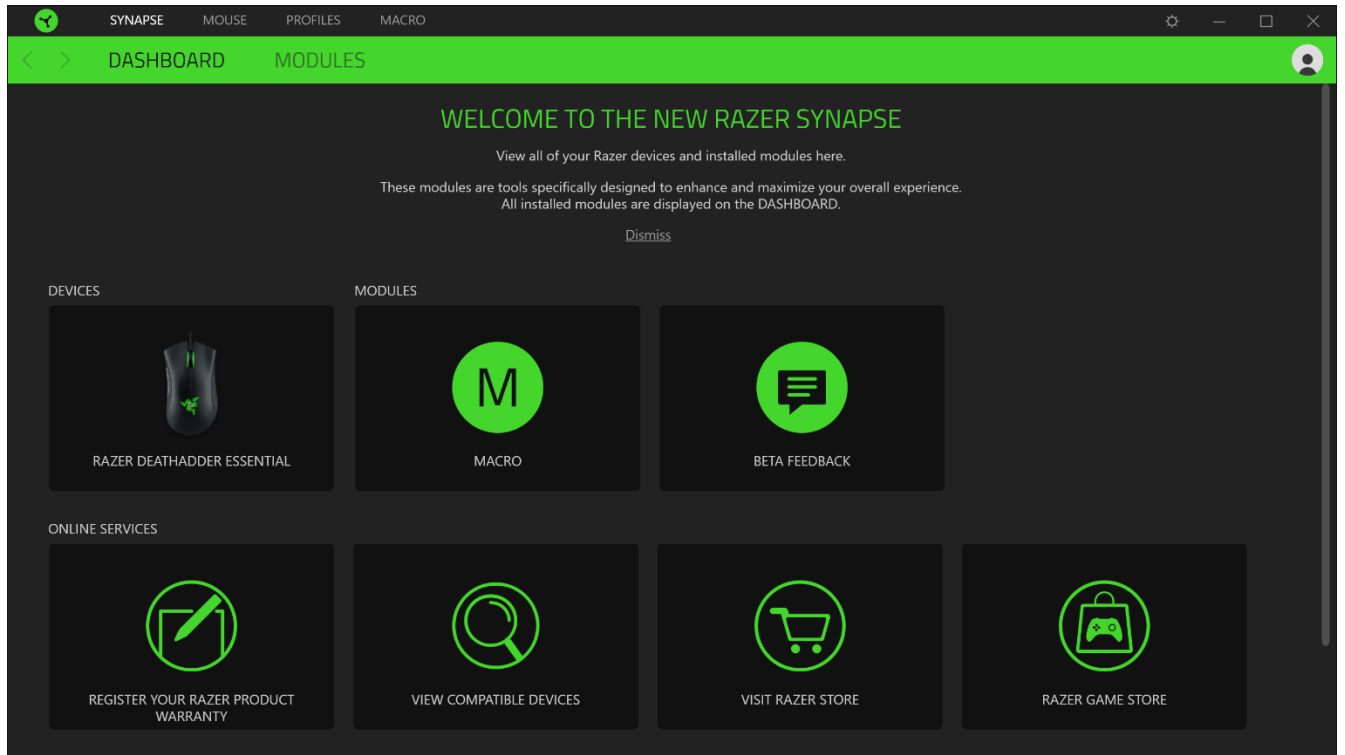 SYNAPSE MOUSE PROFILES MACRO
DASHBOARD MODULES
WELCOME TO THE NEW RAZER SYNAPSE
View all of your Razer devices and installed modules here.
These modules are tools specifically designed to enhance and maximize your overall experience.
All installed modules are displayed on the DASHBOARD.
Dismiss
DEVICES MODULES
M
RAZER DEATHADDER ESSENTIAL MACRO BETA FEEDBACK
ONLINE SERVICES
REGISTER YOUR RAZER PRODUCT VIEW COMPATIBLE DEVICES VISIT RAZER STORE RAZER GAME STORE
WARRANTY